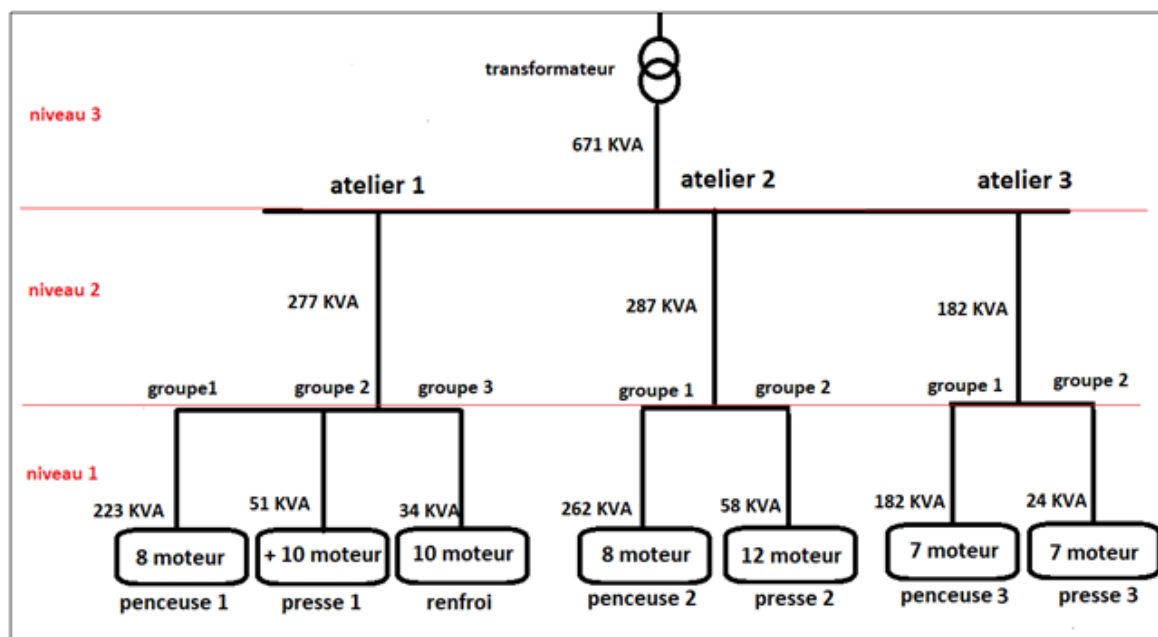 transformateur
niveau 3
671 KVA
atelier 1
atelier 2
atelier 3
niveau 2
277 KVA
287 KVA
182 KVA
groupe1
groupe 2
groupe 3
groupe 1
groupe 2
groupe 1
groupe 2
niveau 1
223 KVA
51 KVA
34 KVA
262 KVA
58 KVA
182 KVA
24 KVA
8 moteur
+ 10 moteur
10 moteur
8 moteur
12 moteur
7 moteur
7 moteur
penceuse 1
presse 1
renfroi
penceuse 2
presse 2
penceuse 3
presse 3